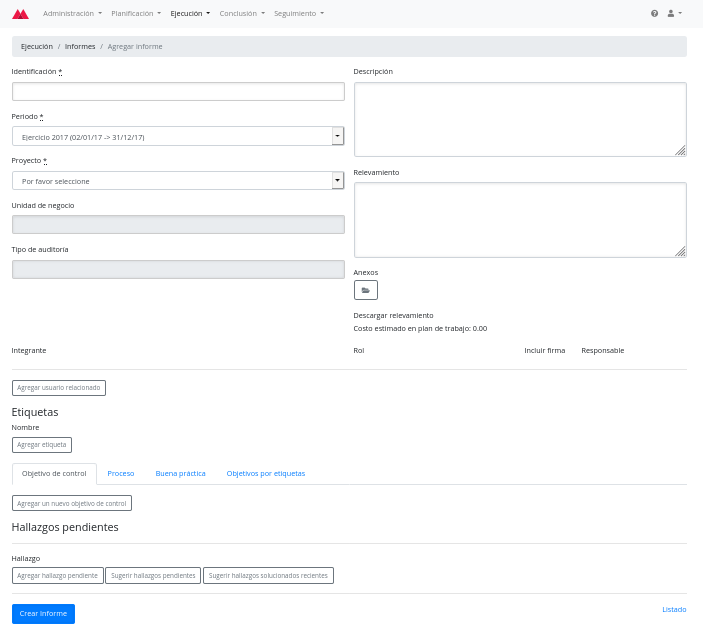 Administración Planificación Ejecución Conclusión Seguimiento
Ejecución / Informes / Agregar informe
Identificación *
Descripción
Periodo *
Ejercicio 2017 (02/01/17 -> 31/12/17)
Proyecto *
Por favor seleccione
Relevamiento
Unidad de negocio
Tipo de auditoría
Anexos
Descargar relevamiento
Costo estimado en plan de trabajo: 0.00
Integrante Rol Incluir firma Responsable
Agregar usuario relacionado
Etiquetas
Nombre
Agregar etiqueta
Objetivo de control Proceso Buena práctica Objetivos por etiquetas
Agregar un nuevo objetivo de control
Hallazgos pendientes
Hallazgo
Agregar hallazgo pendiente Sugerir hallazgos pendientes Sugerir hallazgos solucionados recientes
Crear Informe Listado